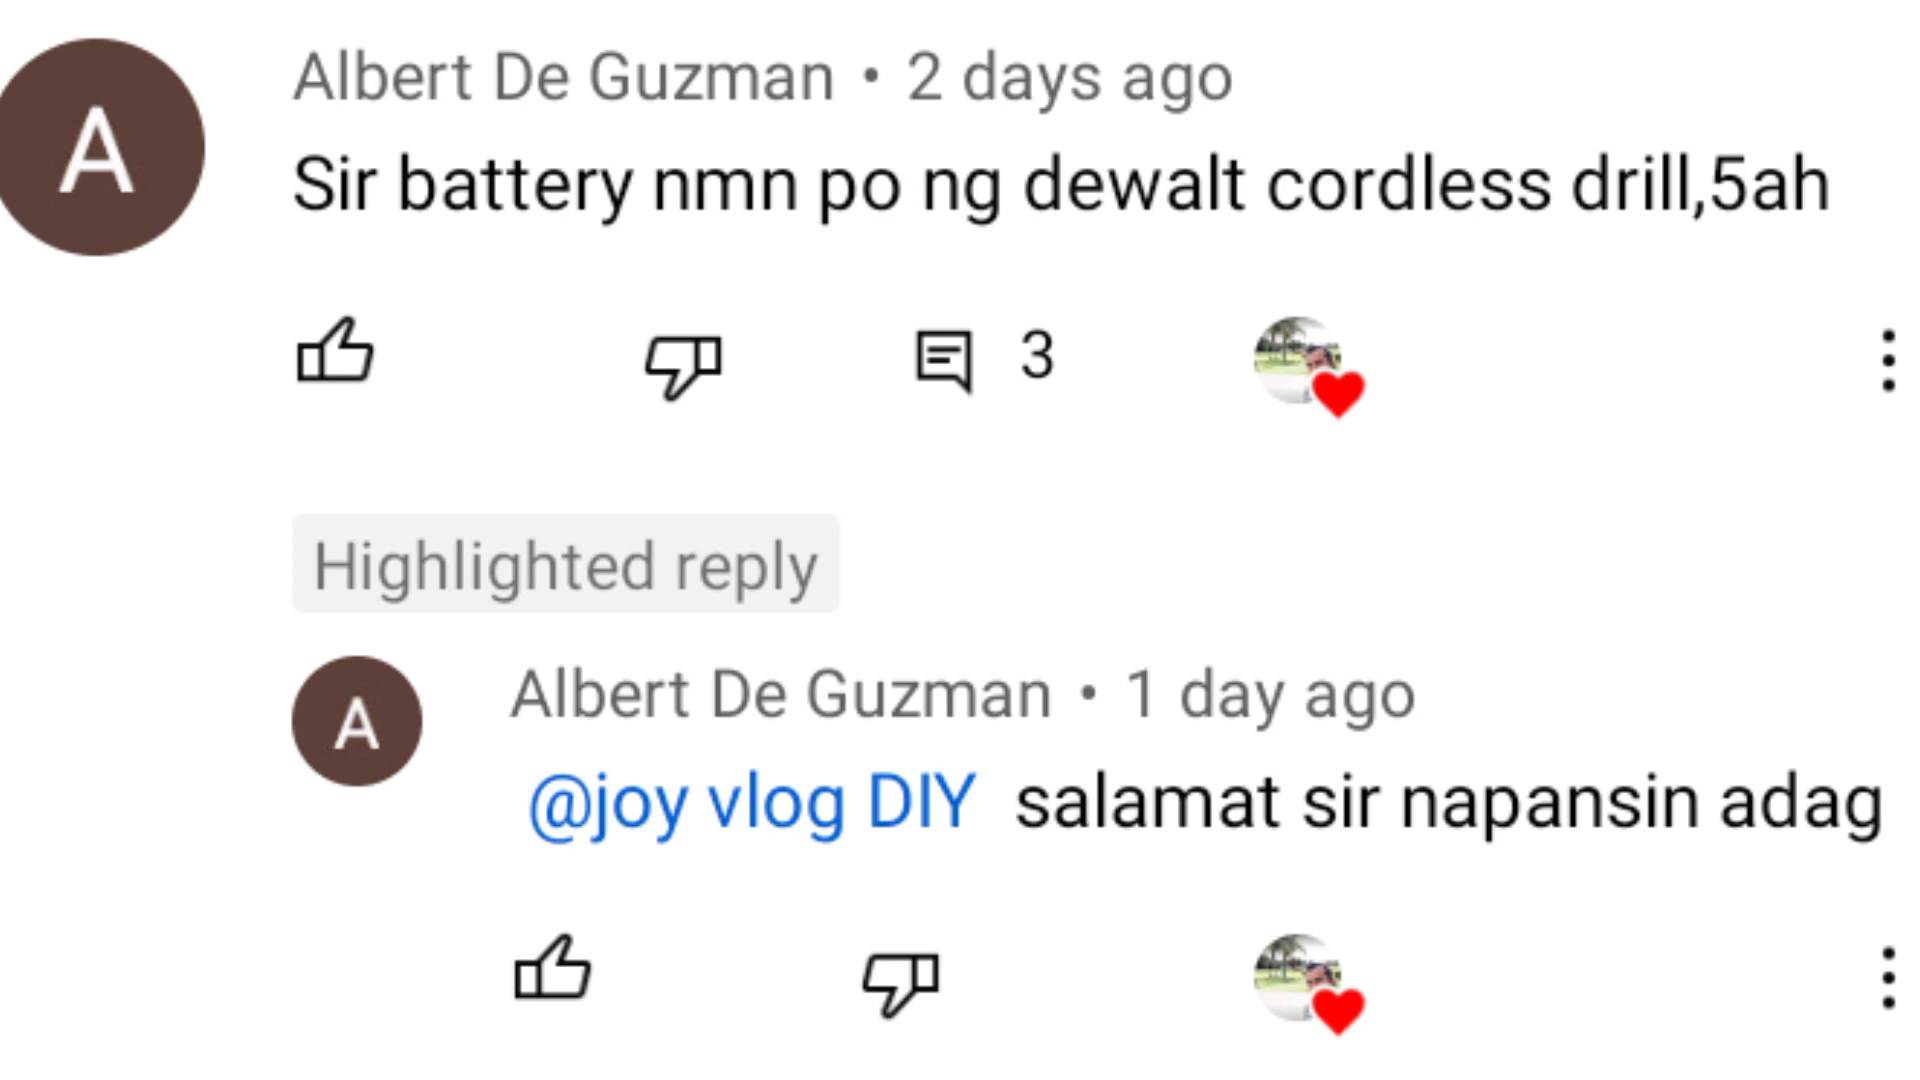 A
Albert De Guzman • 2 days ago
Sir battery nmn po ng dewalt cordless drill,5ah
3
Highlighted reply
A
Albert De Guzman • 1 day ago
@joy vlog DIY salamat sir napansin adag